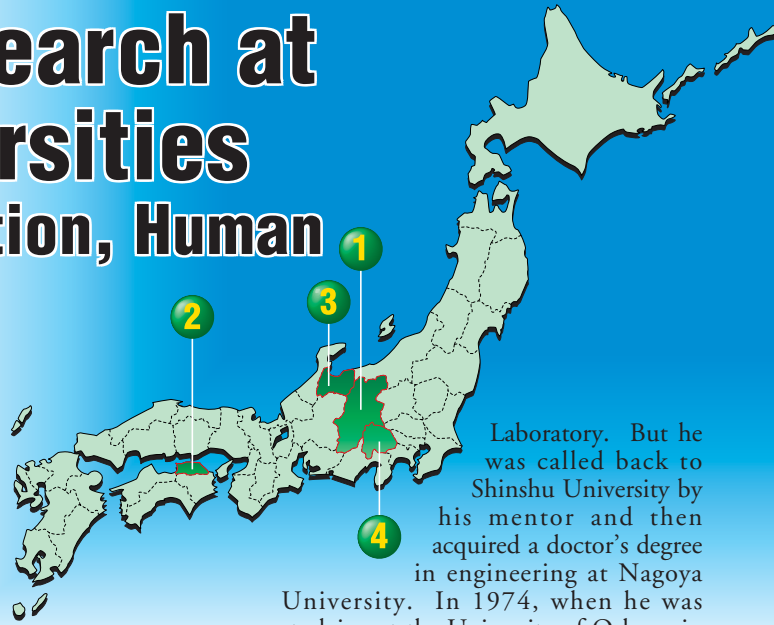 earch at
rsities
tion, Human
1
3
2
4
Laboratory. But he
was called back to
Shinshu University by
his mentor and then
acquired a doctor's degree
in engineering at Nagoya
University. In 1974, when he was